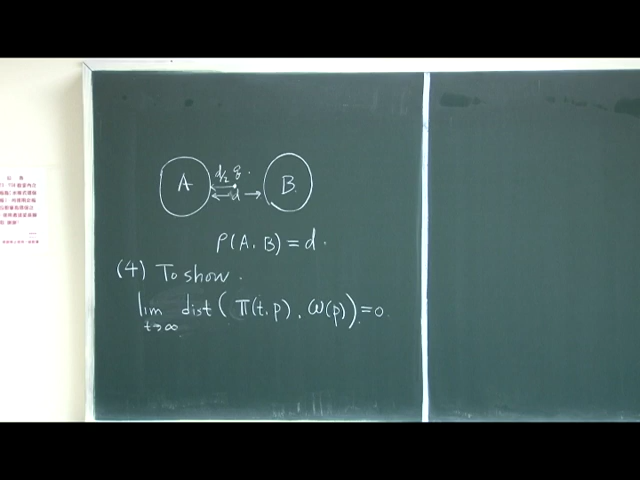 A d/2 q. B
d
ρ(A, B) = d.
(4) To show.
lim dist ( π(t, p), ω(p) ) = 0.
t→∞